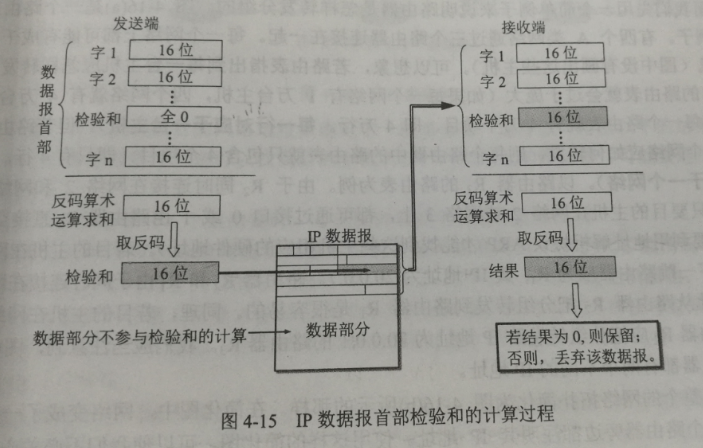 发送端
数据报首部
字 1 16 位
字 2 16 位
检验和 全 0
字 n 16 位
反码算术
运算求和 16 位
取反码
检验和 16 位
数据部分不参与检验和的计算
IP 数据报
数据部分
接收端
字 1 16 位
字 2 16 位
检验和 16 位
字 n 16 位
反码算术
运算求和 16 位
取反码
结果 16 位
若结果为 0, 则保留;
否则，丢弃该数据报。
图 4-15 IP 数据报首部检验和的计算过程